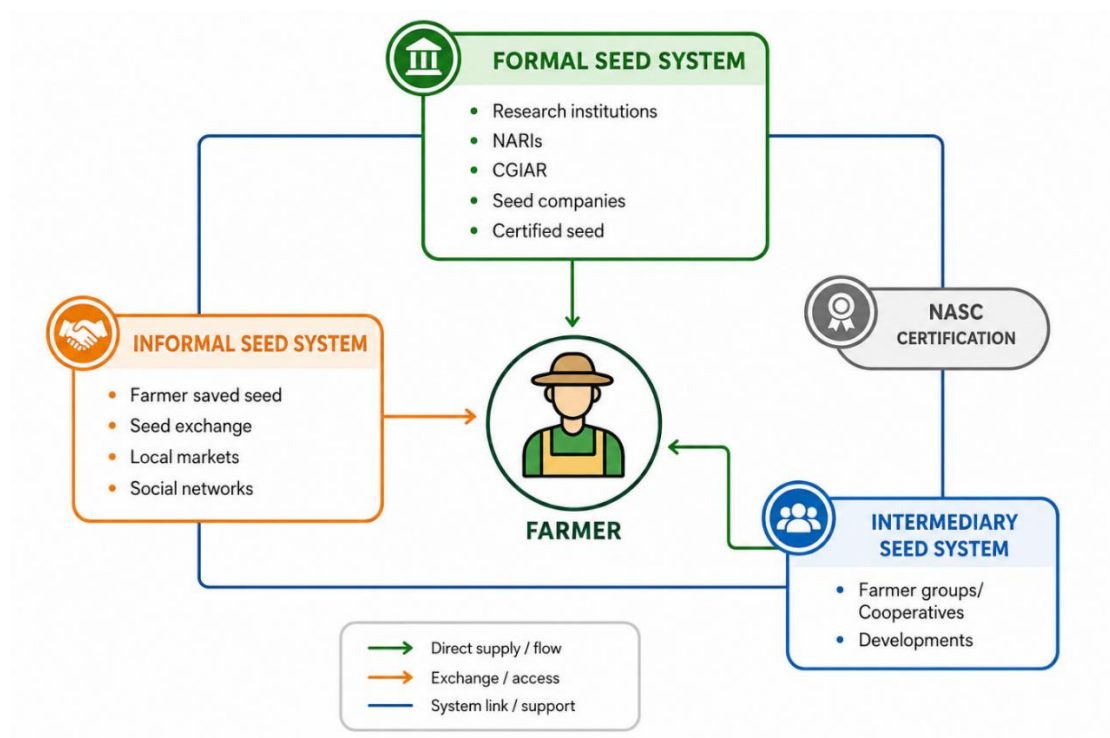 FORMAL SEED SYSTEM
Research institutions
NARIs
CGIAR
Seed companies
Certified seed
INFORMAL SEED SYSTEM
Farmer saved seed
Seed exchange
Local markets
Social networks
FARMER
NASC
CERTIFICATION
INTERMEDIARY
SEED SYSTEM
Farmer groups/
Cooperatives
Developments
Direct supply / flow
Exchange / access
System link / support